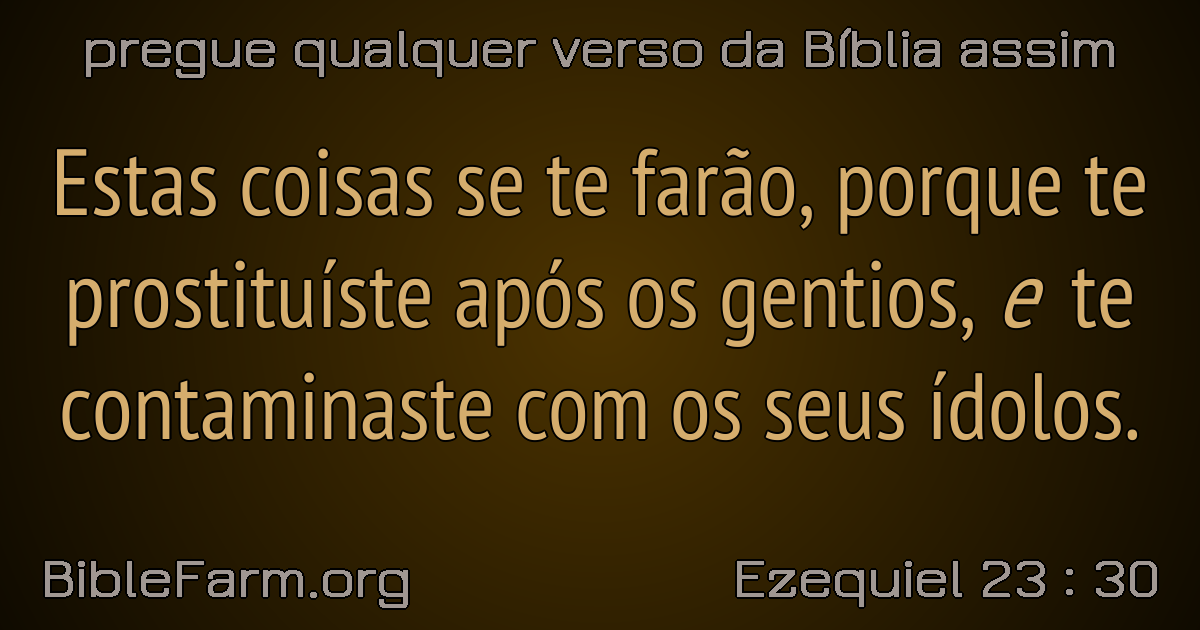 pregue qualquer verso da Bíblia assim
Estas coisas se te farão, porque te
prostituíste após os gentios, e te
contaminaste com os seus ídolos.
BibleFarm.org
Ezequiel 23 : 30